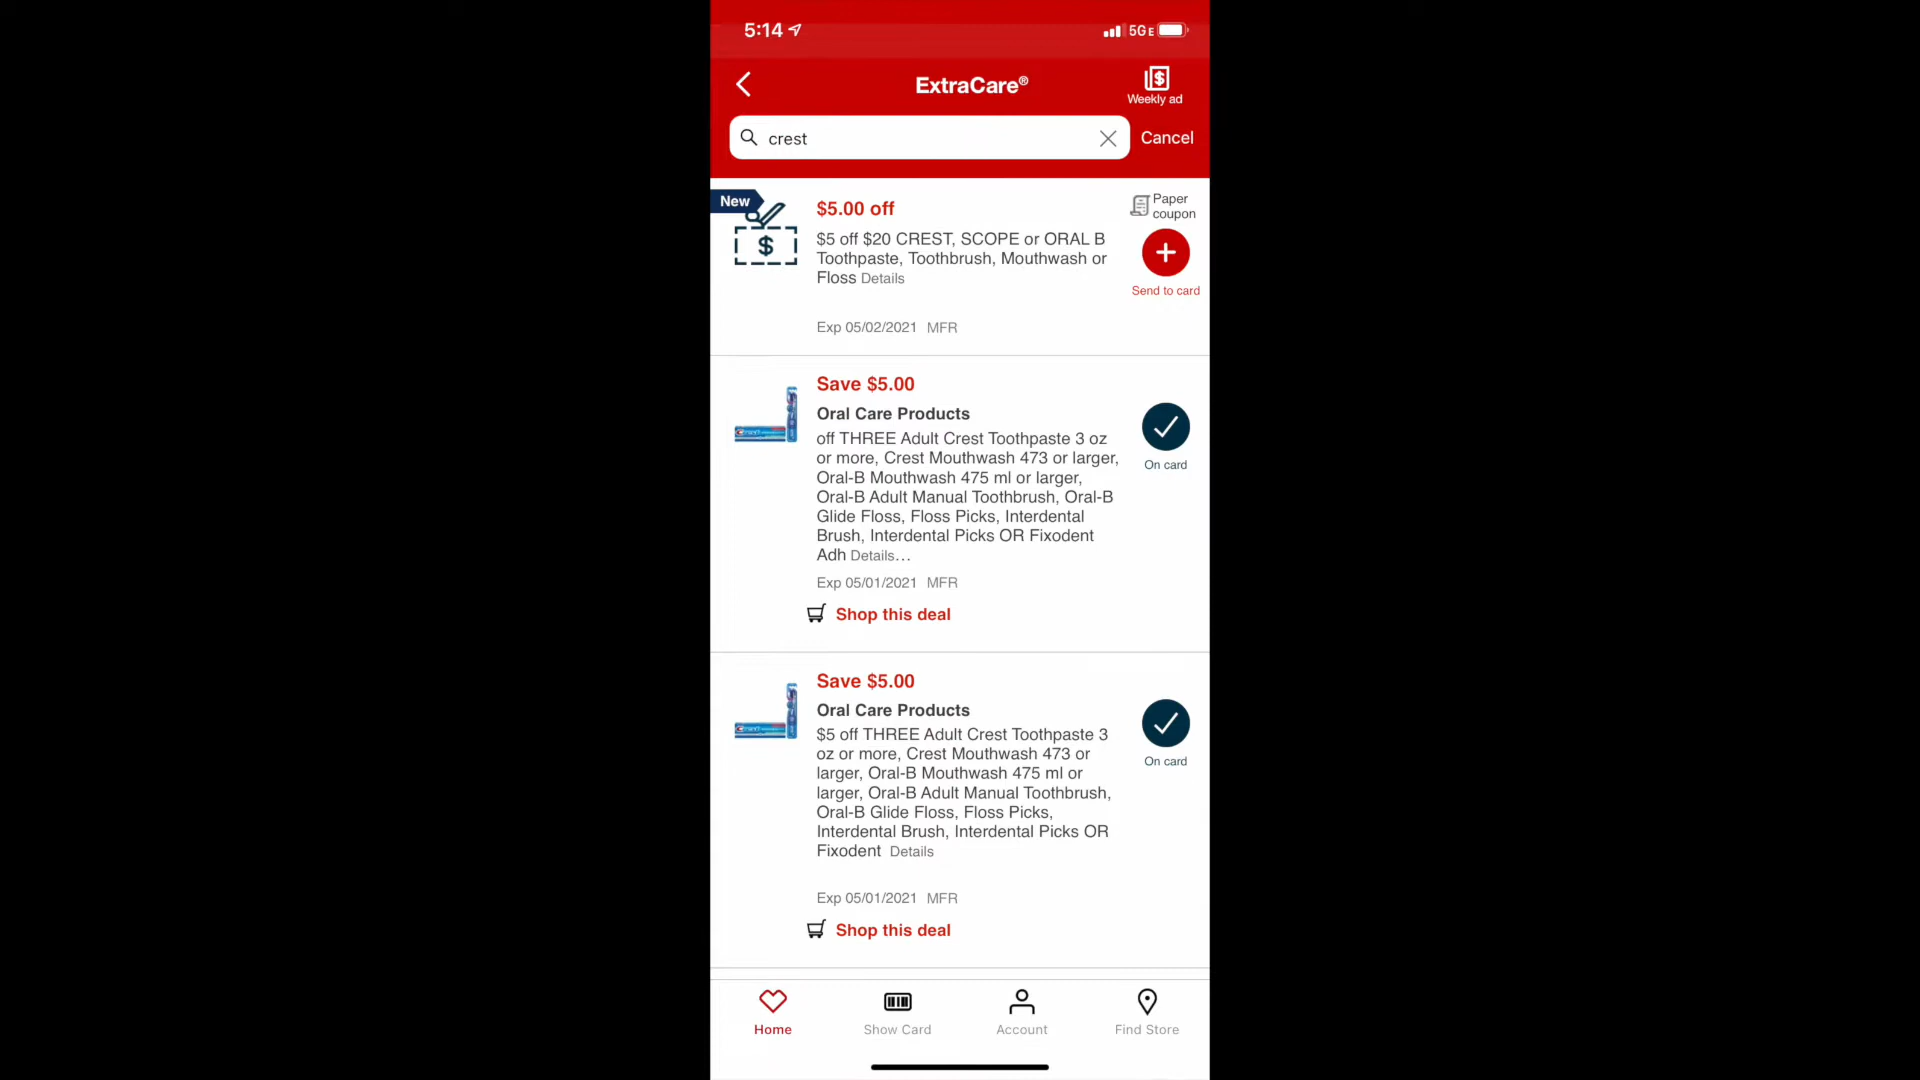 5:14
5GE
ExtraCare®
Weekly ad
crest
Cancel
New
$5.00 off
Paper
coupon
$5 off $20 CREST, SCOPE or ORAL B
Toothpaste, Toothbrush, Mouthwash or
Floss Details
Send to card
Exp 05/02/2021 MFR
Save $5.00
Oral Care Products
off THREE Adult Crest Toothpaste 3 oz
or more, Crest Mouthwash 473 or larger,
Oral-B Mouthwash 475 ml or larger,
Oral-B Adult Manual Toothbrush, Oral-B
Glide Floss, Floss Picks, Interdental
Brush, Interdental Picks OR Fixodent
Adh Details...
On card
Exp 05/01/2021 MFR
Shop this deal
Save $5.00
Oral Care Products
$5 off THREE Adult Crest Toothpaste 3
oz or more, Crest Mouthwash 473 or
larger, Oral-B Mouthwash 475 ml or
larger, Oral-B Adult Manual Toothbrush,
Oral-B Glide Floss, Floss Picks,
Interdental Brush, Interdental Picks OR
Fixodent Details
On card
Exp 05/01/2021 MFR
Shop this deal
Home
Show Card
Account
Find Store